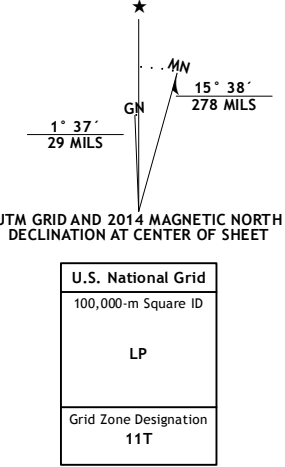 ★
MN
GN
15° 38´
278 MILS
1° 37´
29 MILS
UTM GRID AND 2014 MAGNETIC NORTH
DECLINATION AT CENTER OF SHEET
U.S. National Grid
100,000-m Square ID
LP
Grid Zone Designation
11T